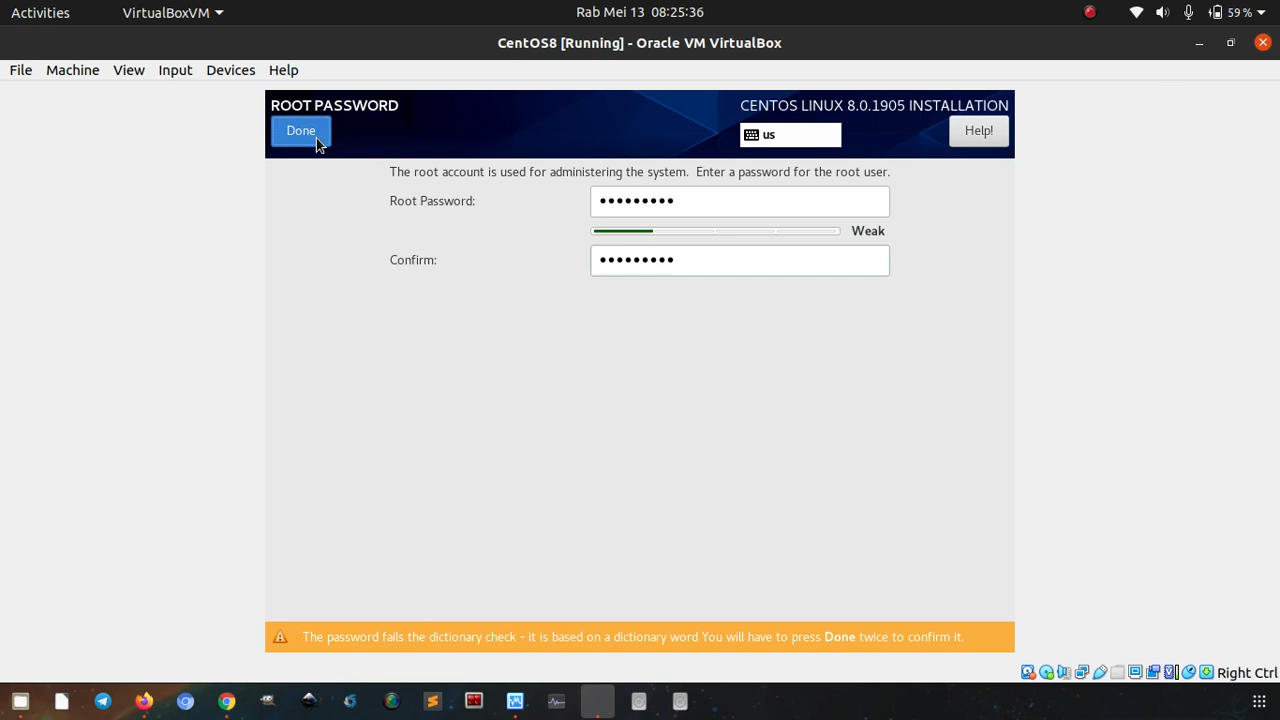 Activities VirtualBoxVM Rab Mei 13 08:25:36 59 %
CentOS8 [Running] - Oracle VM VirtualBox
File Machine View Input Devices Help
ROOT PASSWORD CENTOS LINUX 8.0.1905 INSTALLATION
Done us Help!
The root account is used for administering the system. Enter a password for the root user.
Root Password: •••••••••
Weak
Confirm: •••••••••
The password fails the dictionary check - it is based on a dictionary word You will have to press Done twice to confirm it.
Right Ctrl